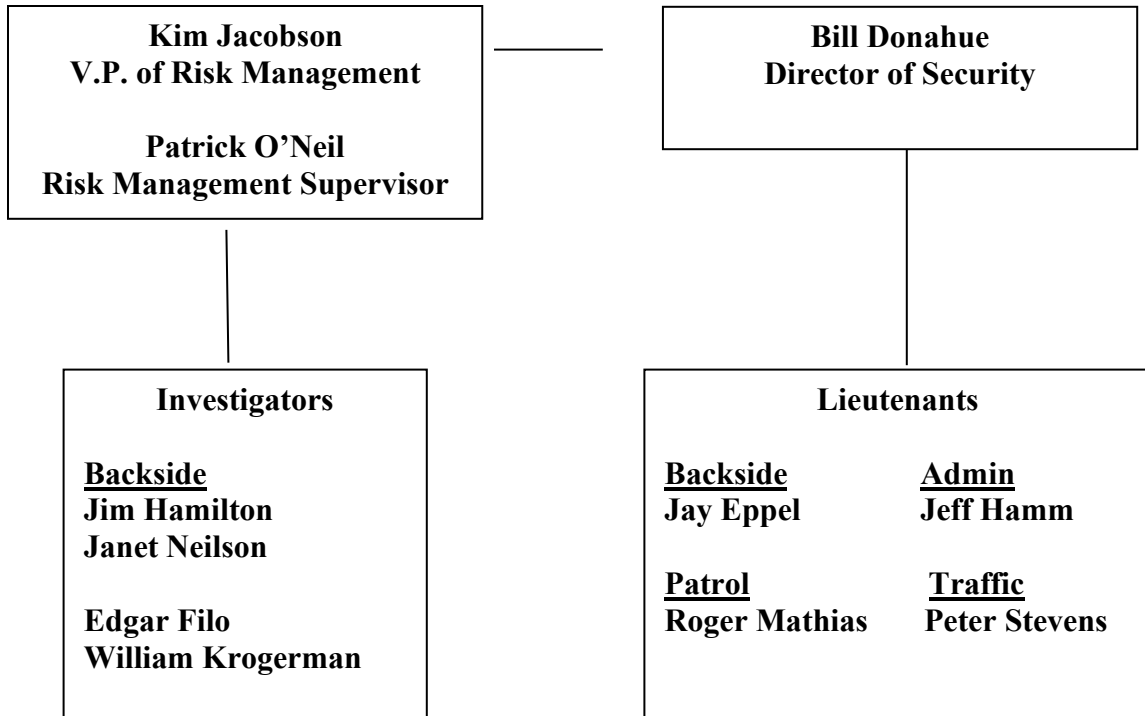 Kim Jacobson
V.P. of Risk Management
Patrick O’Neil
Risk Management Supervisor
Bill Donahue
Director of Security
Investigators
Backside
Jim Hamilton
Janet Neilson
Edgar Filo
William Krogerman
Lieutenants
Backside Admin
Jay Eppel Jeff Hamm
Patrol Traffic
Roger Mathias Peter Stevens